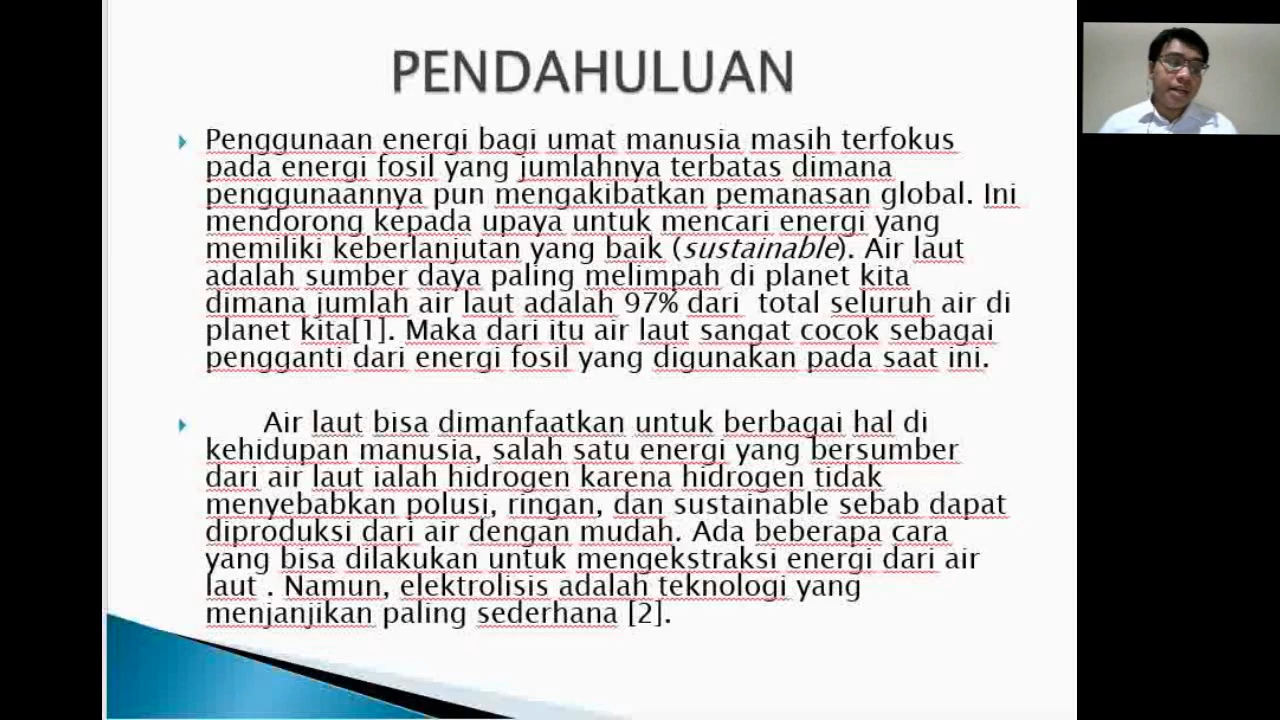 PENDAHULUAN
Penggunaan energi bagi umat manusia masih terfokus
pada energi fosil yang jumlahnya terbatas dimana
penggunaannya pun mengakibatkan pemanasan global. Ini
mendorong kepada upaya untuk mencari energi yang
memiliki keberlanjutan yang baik (sustainable). Air laut
adalah sumber daya paling melimpah di planet kita
dimana jumlah air laut adalah 97% dari  total seluruh air di
planet kita[1]. Maka dari itu air laut sangat cocok sebagai
pengganti dari energi fosil yang digunakan pada saat ini.
Air laut bisa dimanfaatkan untuk berbagai hal di
kehidupan manusia, salah satu energi yang bersumber
dari air laut ialah hidrogen karena hidrogen tidak
menyebabkan polusi, ringan, dan sustainable sebab dapat
diproduksi dari air dengan mudah. Ada beberapa cara
yang bisa dilakukan untuk mengekstraksi energi dari air
laut . Namun, elektrolisis adalah teknologi yang
menjanjikan paling sederhana [2].